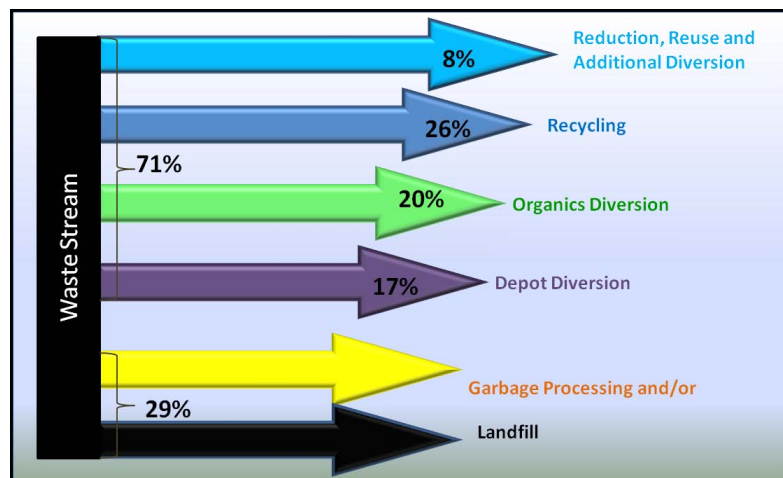 Waste Stream
71%
29%
8%
Reduction, Reuse and
Additional Diversion
26%
Recycling
20%
Organics Diversion
17%
Depot Diversion
Garbage Processing and/or
Landfill